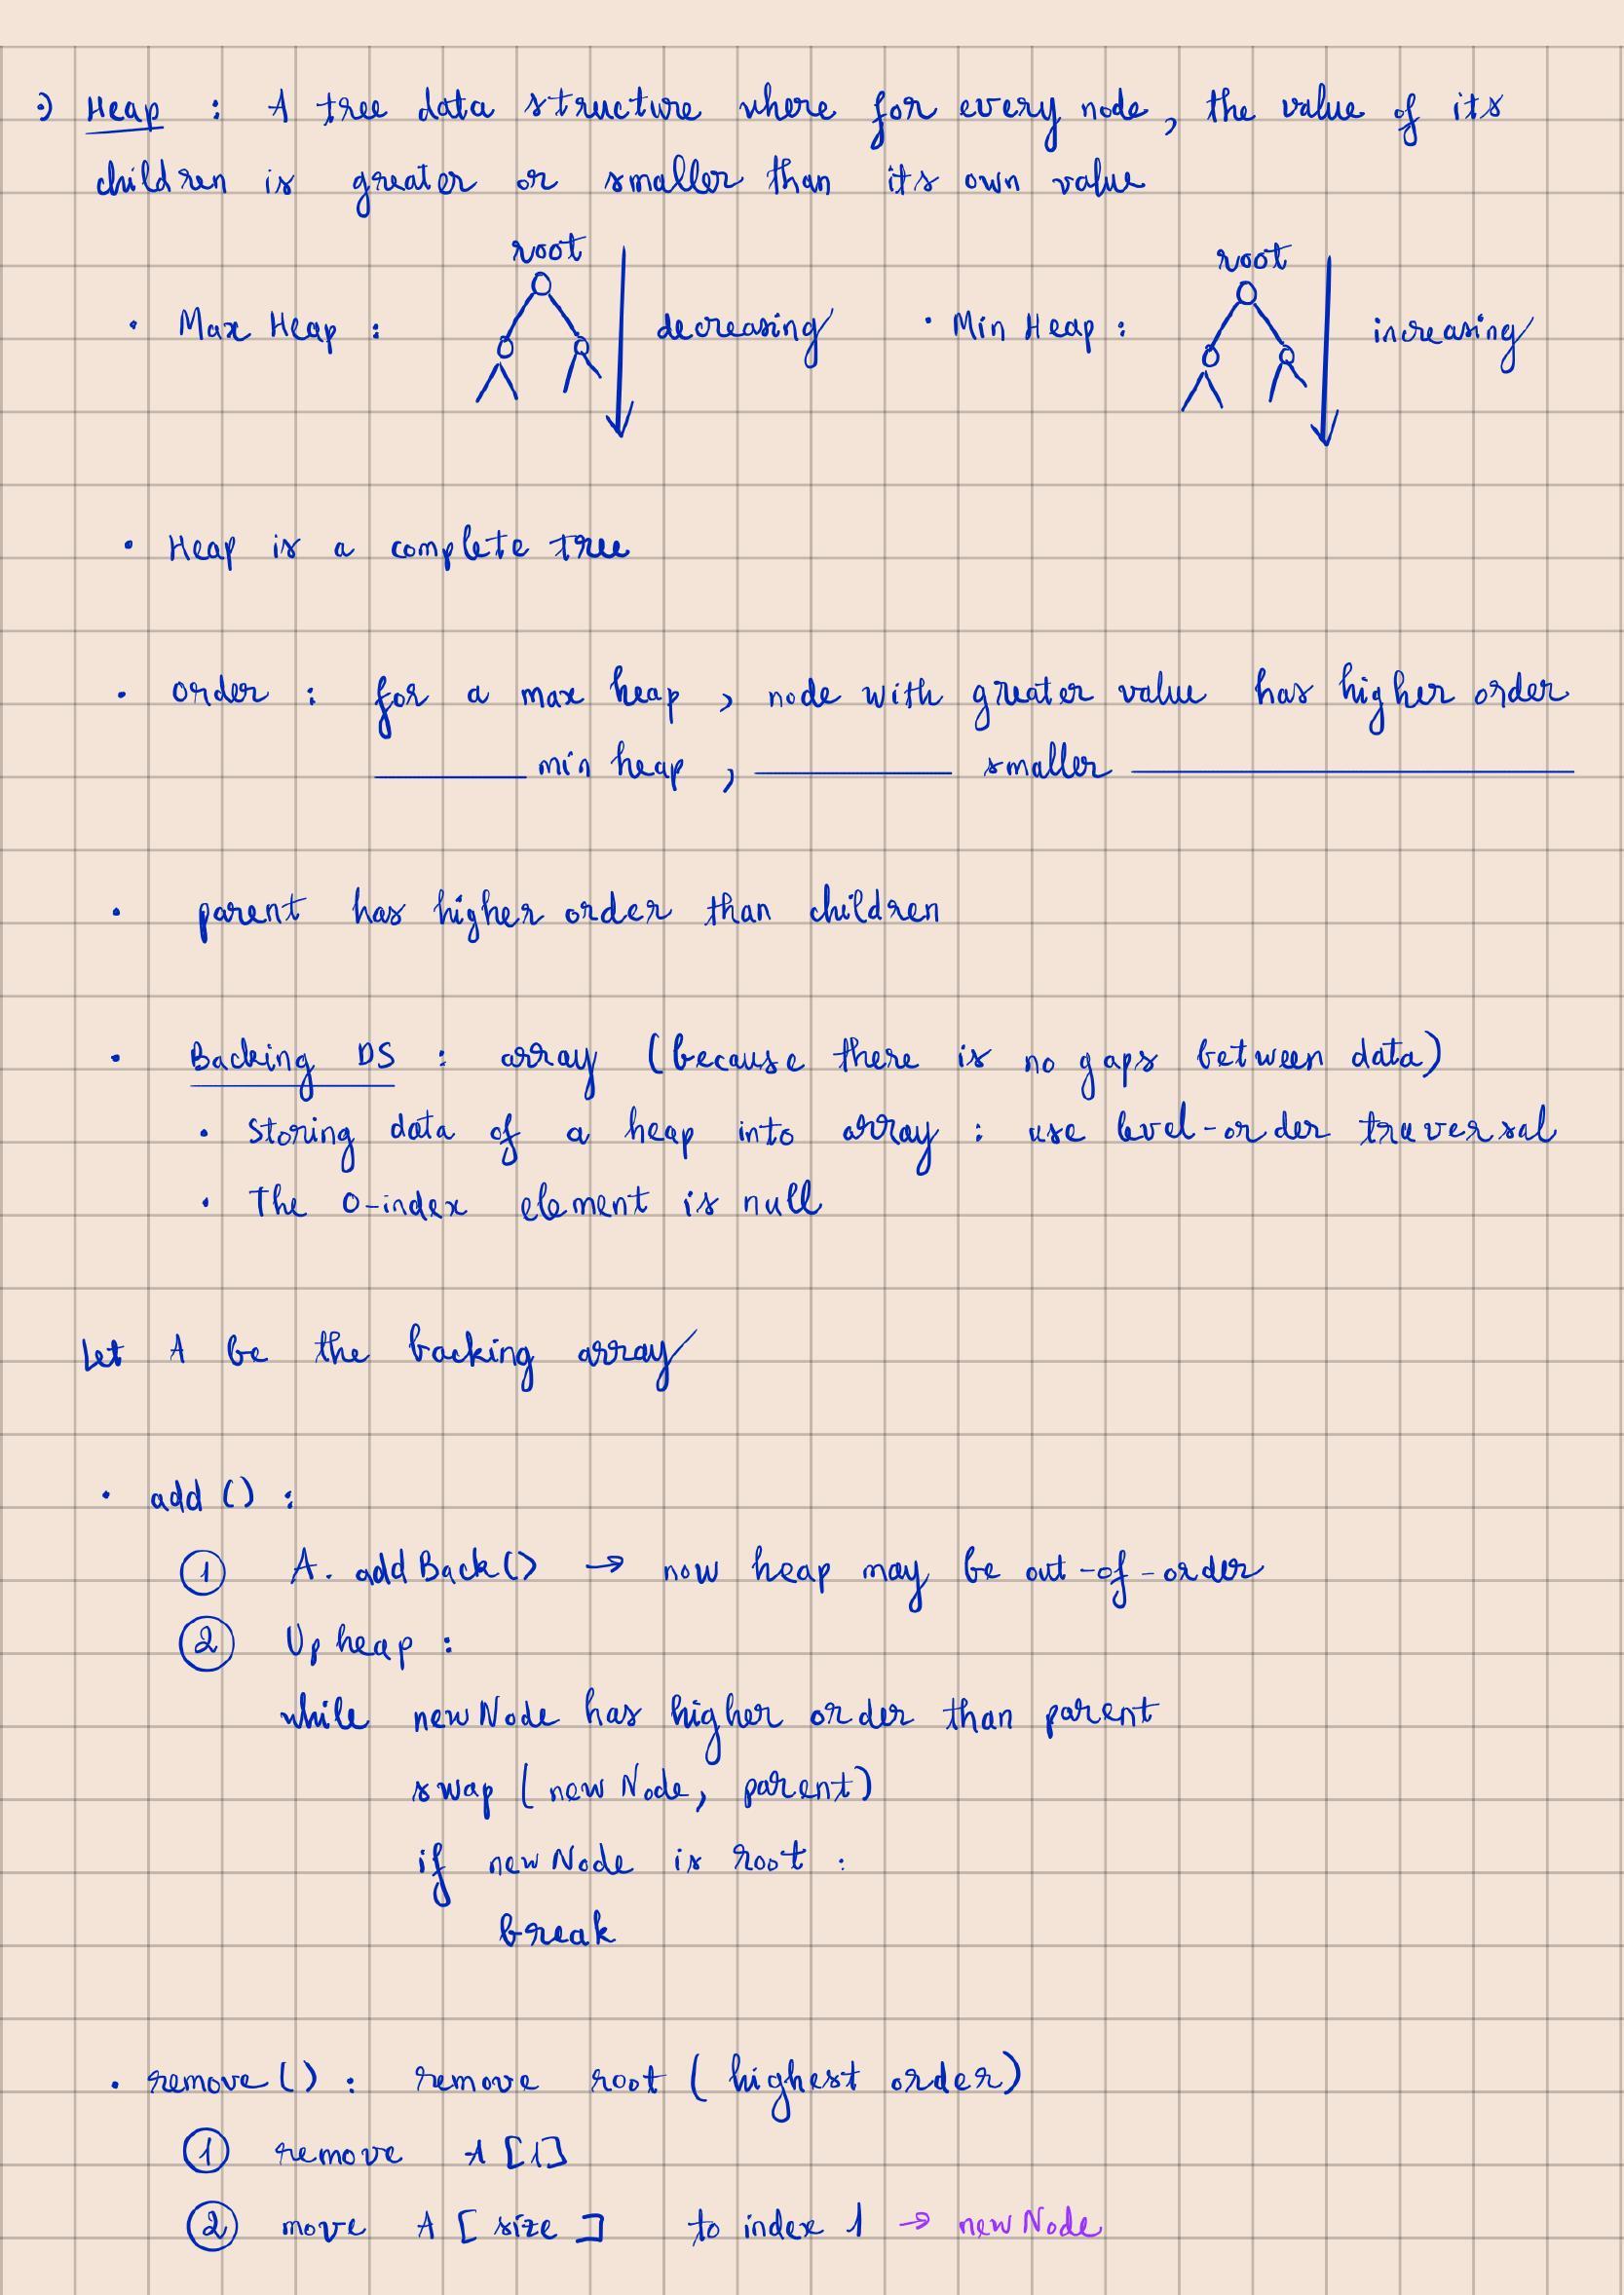 Heap : A tree data structure where for every node, the value of its
children is greater or smaller than its own value
root
root
• Max Heap : decreasing • Min Heap : increasing
• Heap is a complete tree
• order : for a max heap, node with greater value has higher order
min heap, smaller
• parent has higher order than children
• Backing DS : array (because there is no gaps between data)
• Storing data of a heap into array : use level-order traversal
• The 0-index element is null
Let A be the backing array
• add () :
① A. addBack() → now heap may be out-of-order
② Up heap :
while newNode has higher order than parent
swap (newNode, parent)
if newNode is root :
break
• remove() : remove root (highest order)
① remove A [1]
② move A [size] to index 1 → newNode